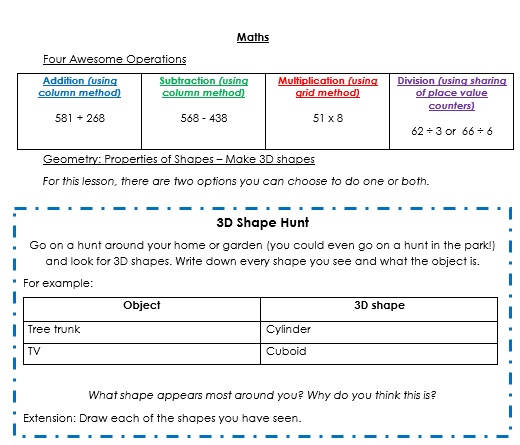 Maths
Four Awesome Operations
Addition (using column method)
581 + 268
Subtraction (using column method)
568 - 438
Multiplication (using grid method)
51 x 8
Division (using sharing of place value counters)
62 ÷ 3 or 66 ÷ 6
Geometry: Properties of Shapes – Make 3D shapes
For this lesson, there are two options you can choose to do one or both.
3D Shape Hunt
Go on a hunt around your home or garden (you could even go on a hunt in the park!)
and look for 3D shapes. Write down every shape you see and what the object is.
For example:
Object 3D shape
Tree trunk Cylinder
TV Cuboid
What shape appears most around you? Why do you think this is?
Extension: Draw each of the shapes you have seen.